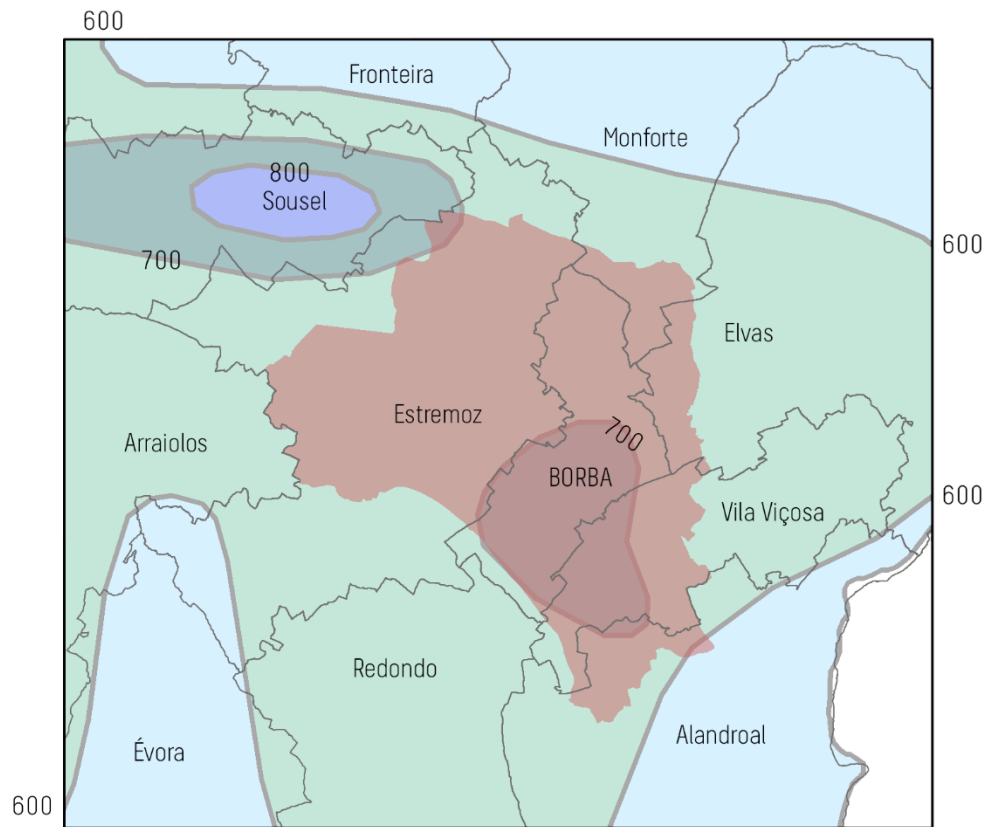 600
Fronteira
Monforte
800
Sousel
600
700
Elvas
Estremoz
700
Arraiolos
BORBA
600
Vila Viçosa
Redondo
Alandroal
Évora
600